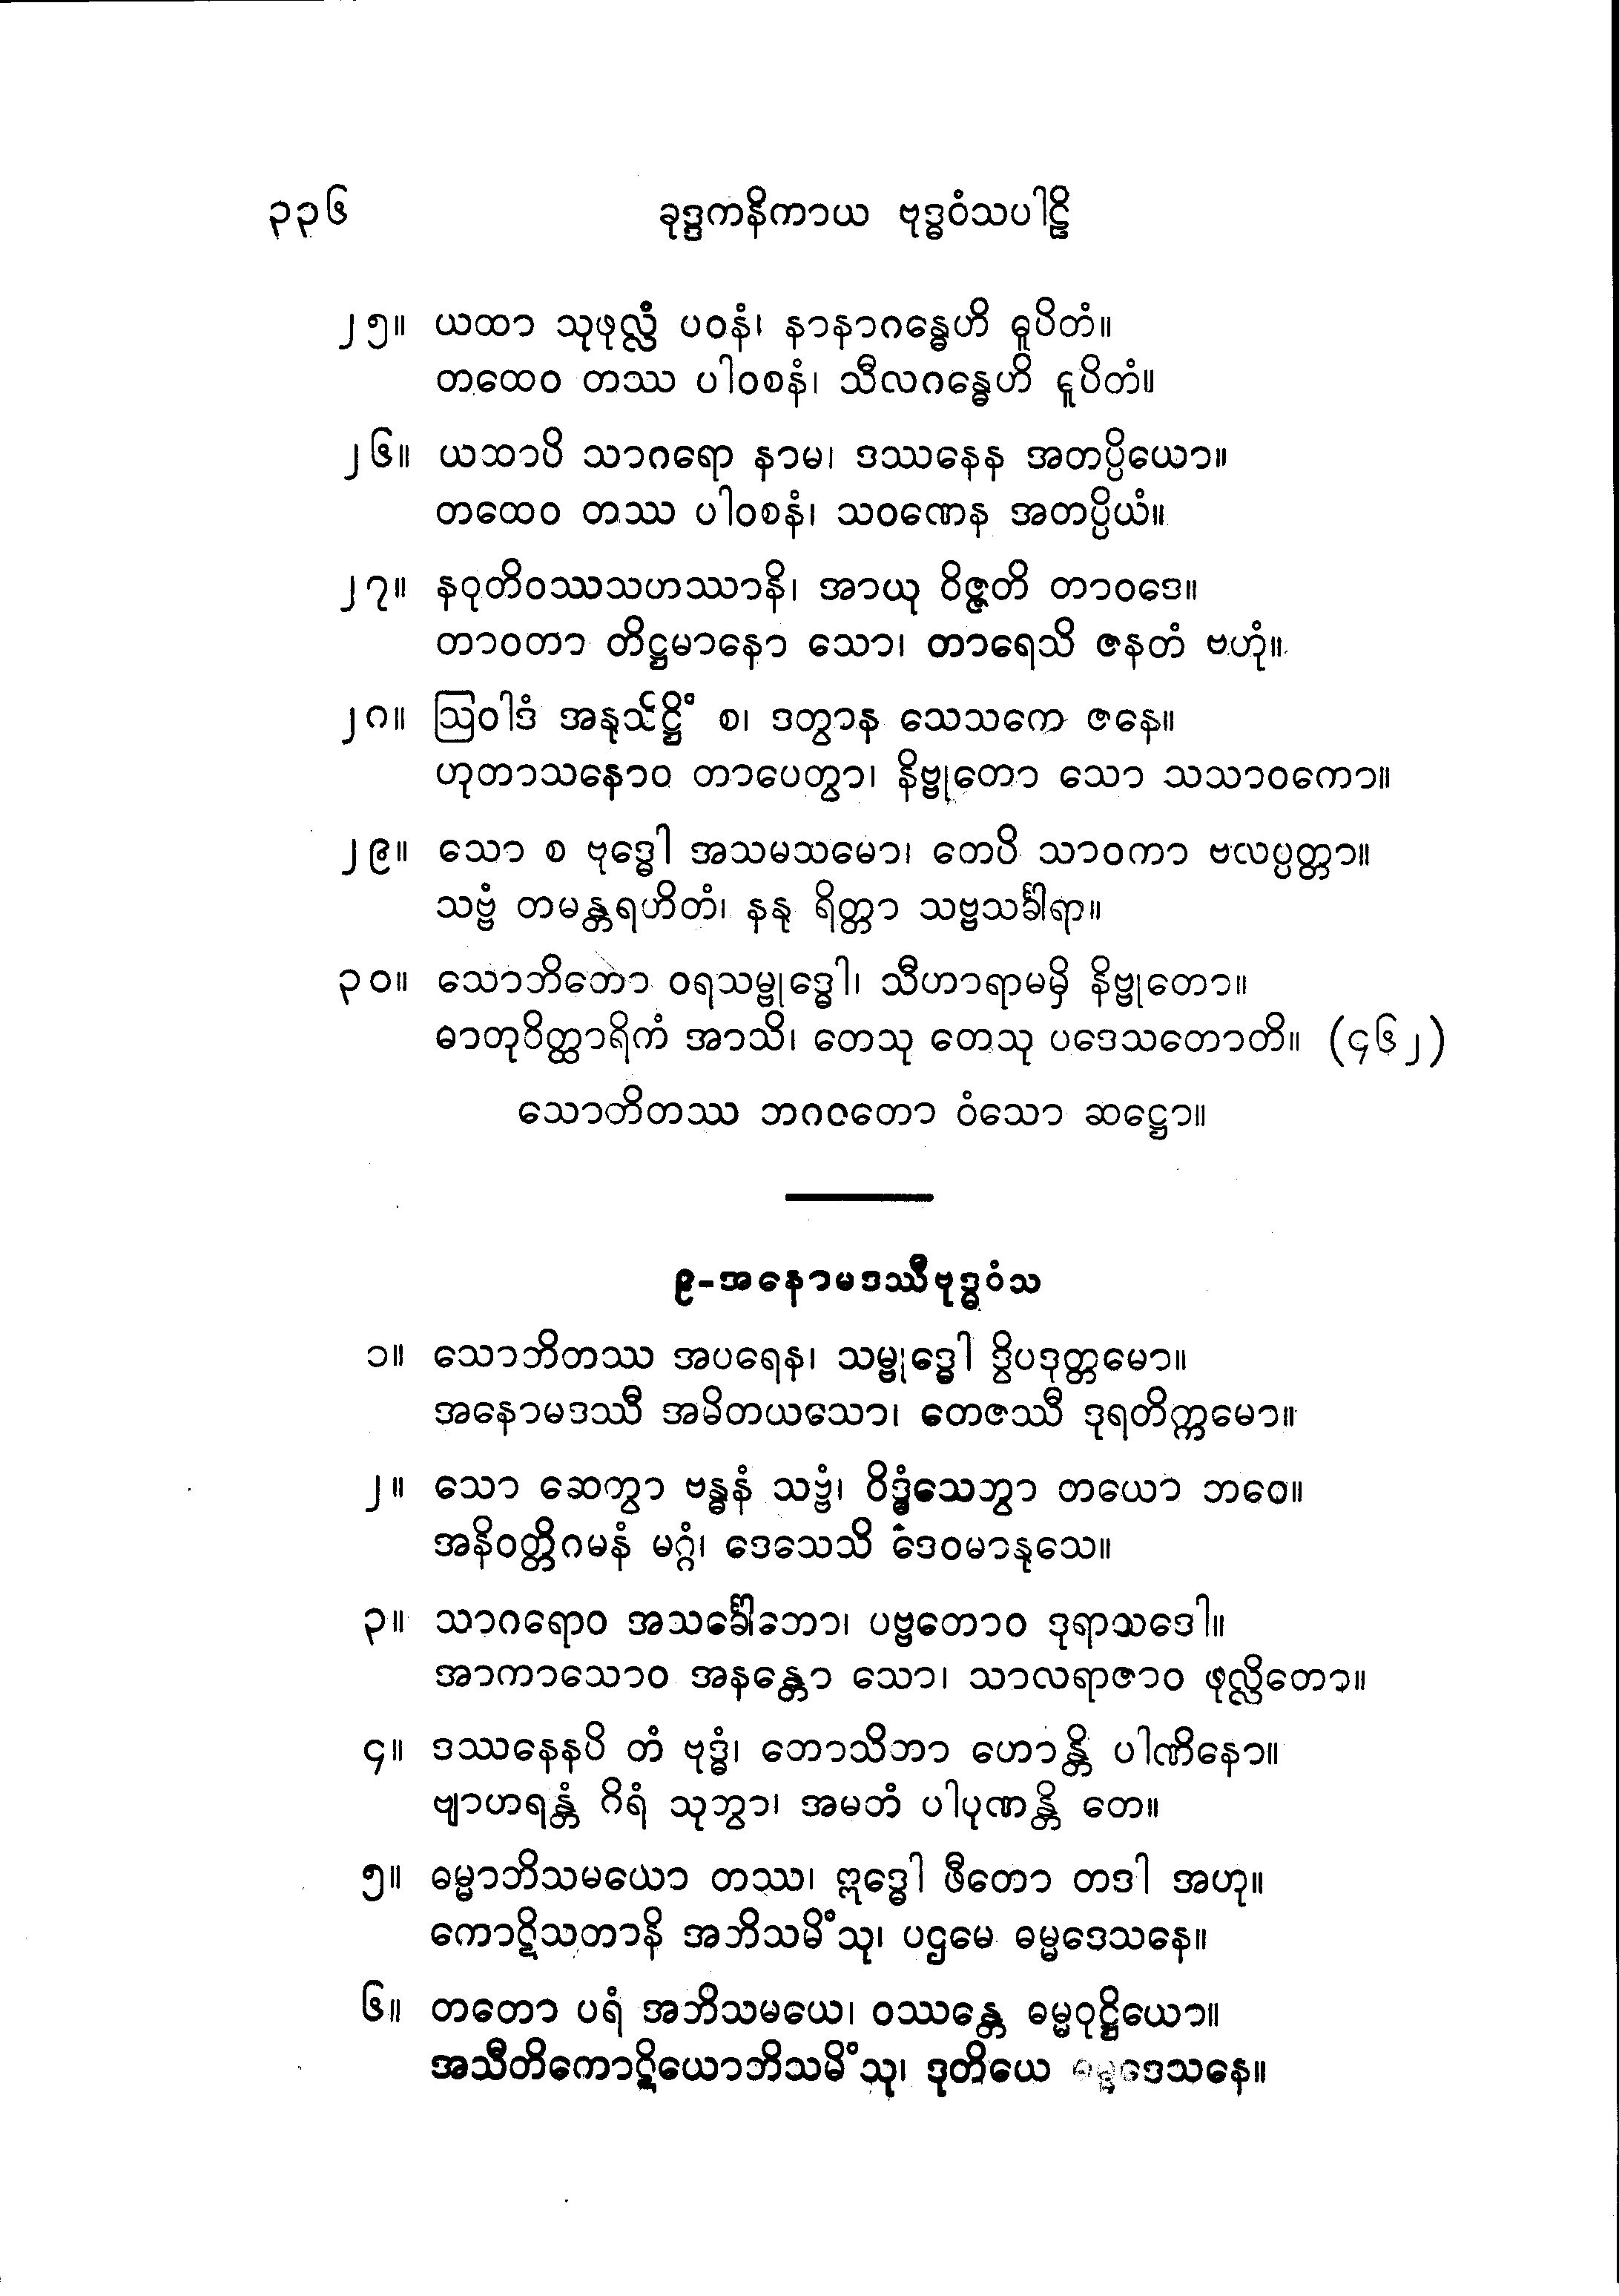 ၃၃၆ ခုဒ္ဒကနိကာယ ဗုဒ္ဓဝံသပါဠိ
၂၅။ ယထာ သုဖုလ္လံ ပဝနံ၊ နာနာဂန္ဓေဟိ ဓူပိတံ။
တထေဝ တဿ ပါဝစနံ၊ သီလဂန္ဓေဟိ ဓူပိတံ။
၂၆။ ယထာပိ သာဂရော နာမ၊ ဒဿနေန အတပ္ပိယော။
တထေဝ တဿ ပါဝစနံ၊ သဝဏေန အတပ္ပိယံ။
၂၇။ နဝုတိဝဿသဟဿာနိ၊ အာယု ဝိဇ္ဇတိ တာဝဒေ။
တာဝတာ တိဋ္ဌမာနော သော၊ တာရေသိ ဇနတံ ဗဟုံ။
၂၈။ ဩဝါဒံ အနုသိဋ္ဌိံ စ၊ ဒတွာန သေသကေ ဇနေ။
ဟုတာသနောဝ တာပေတွာ၊ နိဗ္ဗုတော သော သသာဝကော။
၂၉။ သော စ ဗုဒ္ဓေါ အသမသမော၊ တေပိ သာဝကာ ဗလပ္ပတ္တာ။
သဗ္ဗံ တမန္တရဟိတံ၊ နနု ရိတ္တာ သဗ္ဗသင်္ခါရာ။
၃၀။ သောဘိတော ဝရသမ္ဗုဒ္ဓေါ၊ သီဟာရာမမှိ နိဗ္ဗုတော။
ဓာတုဝိတ္ထာရိကံ အာသိ၊ တေသု တေသု ပဒေသတောတိ။ (၄၆၂)
သောဘိတဿ ဘဂဝတော ဝံသော ဆဋ္ဌော။
၉-အနောမဒဿီဗုဒ္ဓဝံသ
၁။ သောဘိတဿ အပရေန၊ သမ္ဗုဒ္ဓေါ ဒွိပဒုတ္တမော။
အနောမဒဿီ အမိတယသော၊ တေဇဿီ ဒုရတိက္ကမော။
၂။ သော ဆေတွာ ဗန္ဓနံ သဗ္ဗံ၊ ဝိဒ္ဓံသေတွာ တယော ဘဝေ။
အနိဝတ္တိဂမနံ မဂ္ဂံ၊ ဒေသေသိ ဒေဝမာနုသေ။
၃။ သာဂရောဝ အသင်္ခေါဘော၊ ပဗ္ဗတောဝ ဒုရာသဒေါ။
အာကာသောဝ အနန္တော သော၊ သာလရာဇာဝ ဖုလ္လိတော။
၄။ ဒဿနေနပိ တံ ဗုဒ္ဓံ၊ တောသိတာ ဟောန္တိ ပါဏိနော။
ဗျာဟရန္တံ ဂိရံ သုတွာ၊ အမတံ ပါပုဏန္တိ တေ။
၅။ ဓမ္မာဘိသမယော တဿ၊ ဣဒ္ဓေါ ဖီတော တဒါ အဟု။
ကောဋိသတာနိ အဘိသမိံသု၊ ပဌမေ ဓမ္မဒေသနေ။
၆။ တတော ပရံ အဘိသမယေ၊ ဝဿန္တေ ဓမ္မဝုဋ္ဌိယော။
အသီတိကောဋိယောဘိသမိံသု၊ ဒုတိယေ ဓမ္မဒေသနေ။